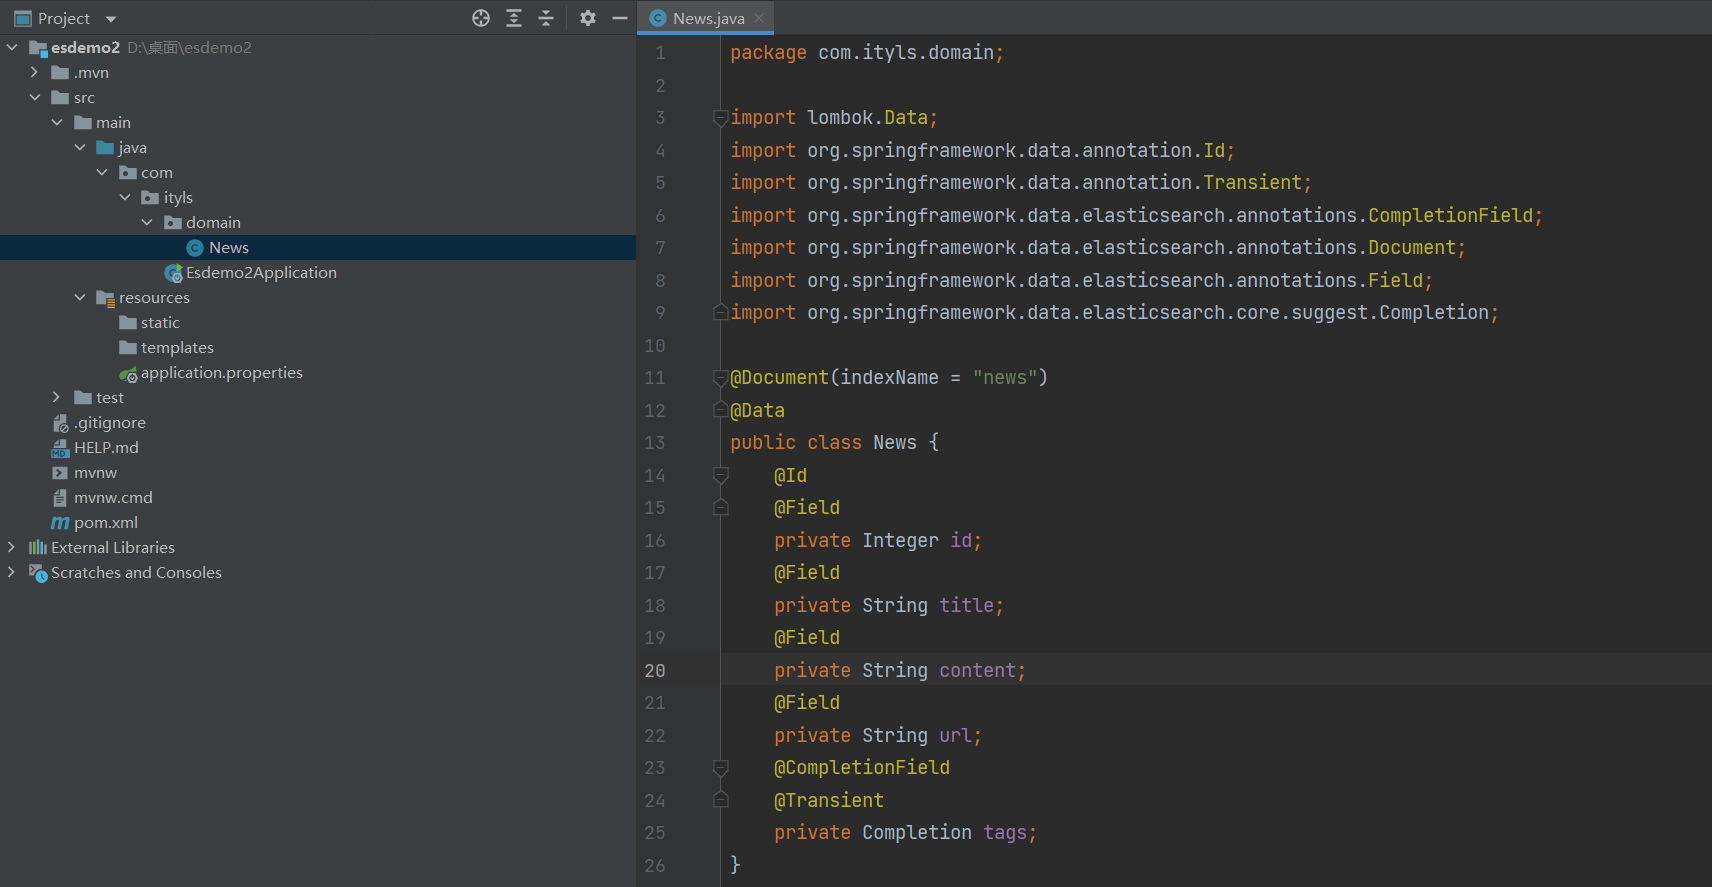 Project
esdemo2 D:\桌面\esdemo2
.mvn
src
main
java
com
ityls
domain
News
Esdemo2Application
resources
static
templates
application.properties
test
.gitignore
HELP.md
mvnw
mvnw.cmd
pom.xml
External Libraries
Scratches and Consoles
News.java
1 package com.ityls.domain;
2
3 import lombok.Data;
4 import org.springframework.data.annotation.Id;
5 import org.springframework.data.annotation.Transient;
6 import org.springframework.data.elasticsearch.annotations.CompletionField;
7 import org.springframework.data.elasticsearch.annotations.Document;
8 import org.springframework.data.elasticsearch.annotations.Field;
9 import org.springframework.data.elasticsearch.core.suggest.Completion;
10
11 @Document(indexName = "news")
12 @Data
13 public class News {
14 @Id
15 @Field
16 private Integer id;
17 @Field
18 private String title;
19 @Field
20 private String content;
21 @Field
22 private String url;
23 @CompletionField
24 @Transient
25 private Completion tags;
26 }